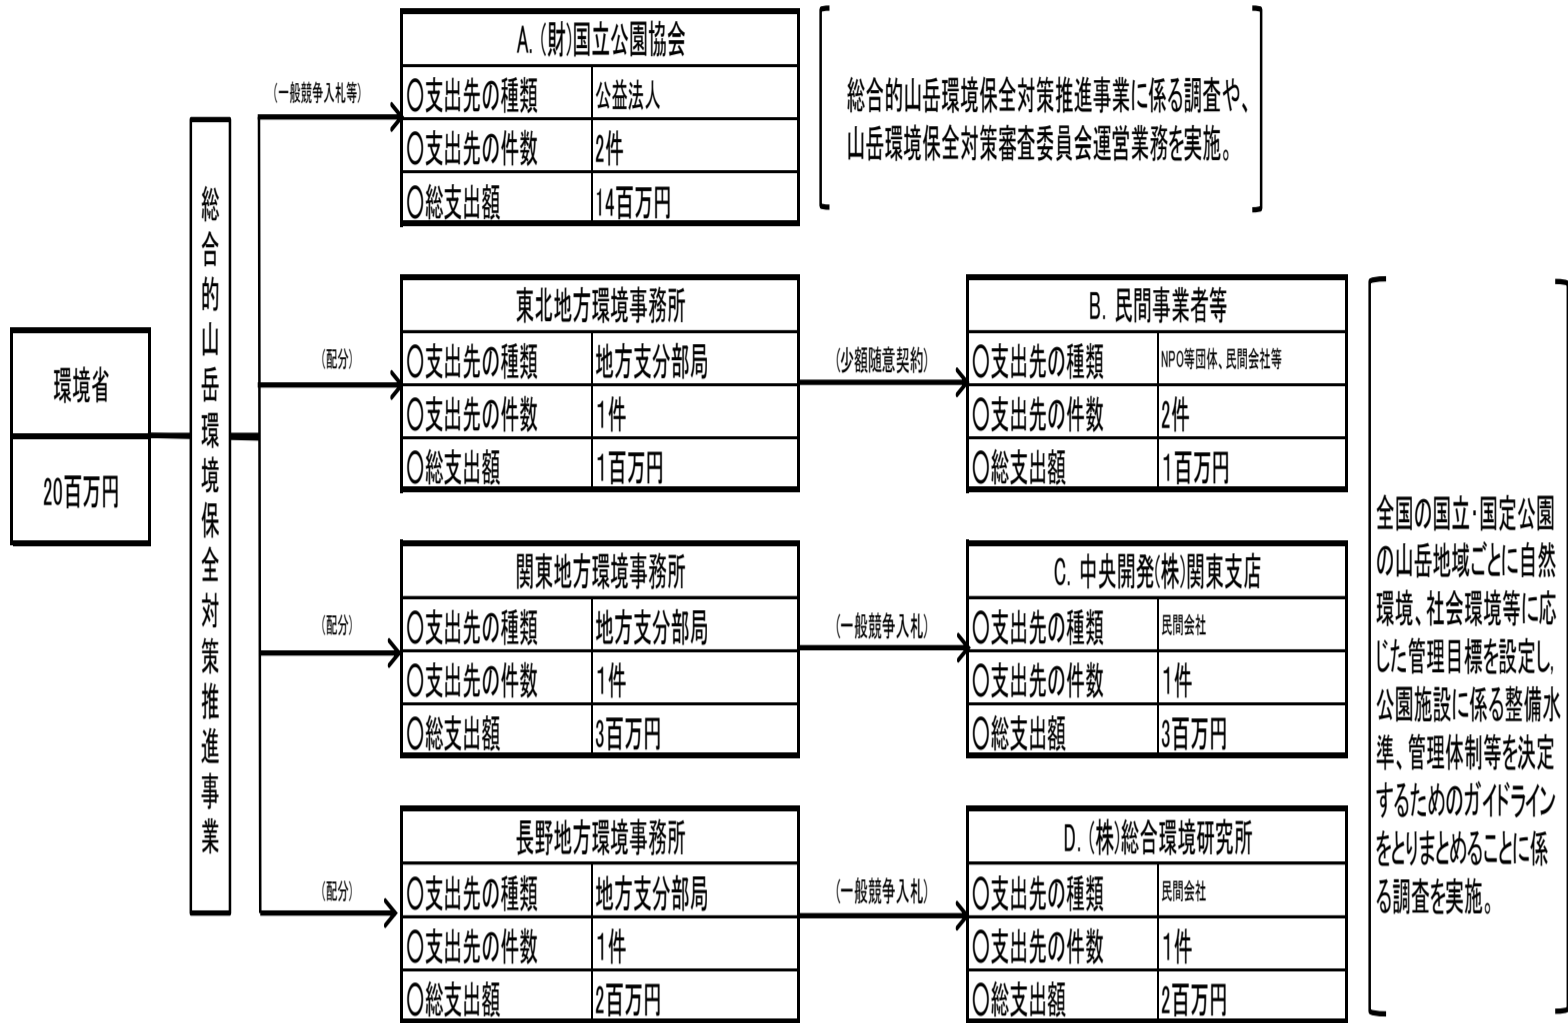 環境省
20百万円
総合的山岳環境保全対策推進事業
(一般競争入札等)
A. (財)国立公園協会
○支出先の種類 公益法人
○支出先の件数 2件
○総支出額 14百万円
総合的山岳環境保全対策推進事業に係る調査や、
山岳環境保全対策審査委員会運営業務を実施。
(配分)
東北地方環境事務所
○支出先の種類 地方支分部局
○支出先の件数 1件
○総支出額 1百万円
(少額随意契約)
B. 民間事業者等
○支出先の種類 NPO等団体、民間会社等
○支出先の件数 2件
○総支出額 1百万円
(配分)
関東地方環境事務所
○支出先の種類 地方支分部局
○支出先の件数 1件
○総支出額 3百万円
(一般競争入札)
C. 中央開発(株)関東支店
○支出先の種類 民間会社
○支出先の件数 1件
○総支出額 3百万円
(配分)
長野地方環境事務所
○支出先の種類 地方支分部局
○支出先の件数 1件
○総支出額 2百万円
(一般競争入札)
D. (株)総合環境研究所
○支出先の種類 民間会社
○支出先の件数 1件
○総支出額 2百万円
全国の国立・国定公園
の山岳地域ごとに自然
環境、社会環境等に応
じた管理目標を設定し,
公園施設に係る整備水
準、管理体制等を決定
するためのガイドライン
をとりまとめることに係
る調査を実施。